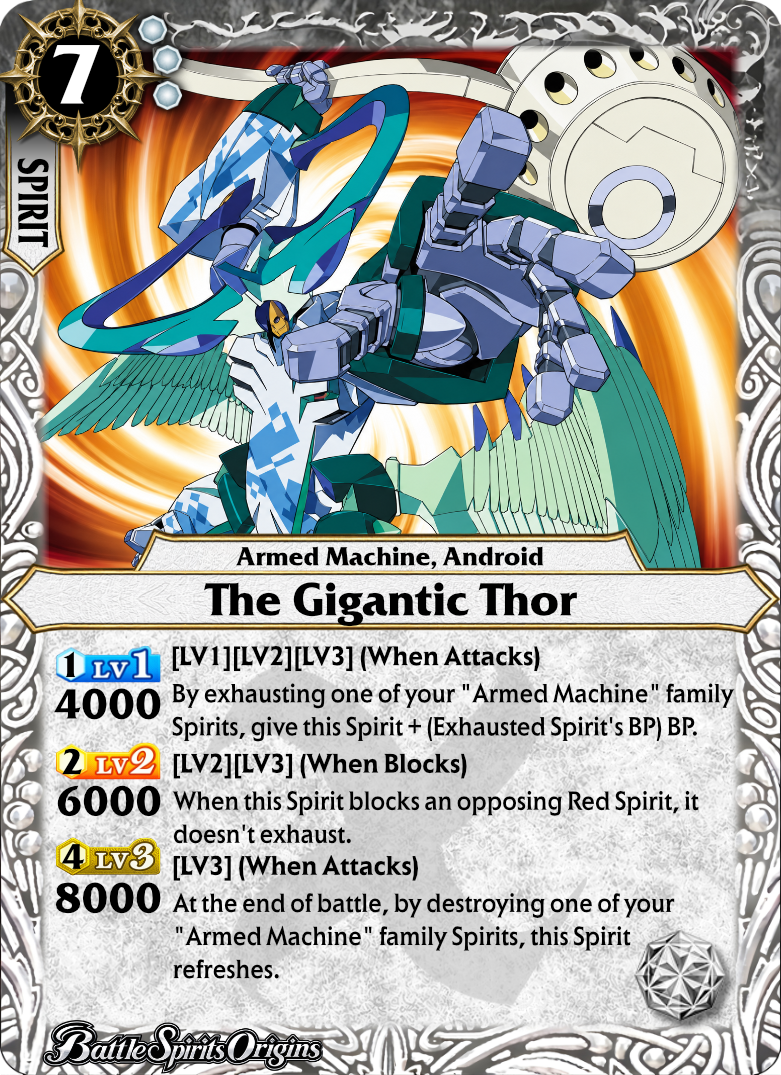 7
SPIRIT
Armed Machine, Android
The Gigantic Thor
1 LV1
4000
[LV1][LV2][LV3] (When Attacks)
By exhausting one of your "Armed Machine" family
Spirits, give this Spirit + (Exhausted Spirit's BP) BP.
2 LV2
6000
[LV2][LV3] (When Blocks)
When this Spirit blocks an opposing Red Spirit, it
doesn't exhaust.
4 LV3
8000
[LV3] (When Attacks)
At the end of battle, by destroying one of your
"Armed Machine" family Spirits, this Spirit
refreshes.
Battle Spirits Origins